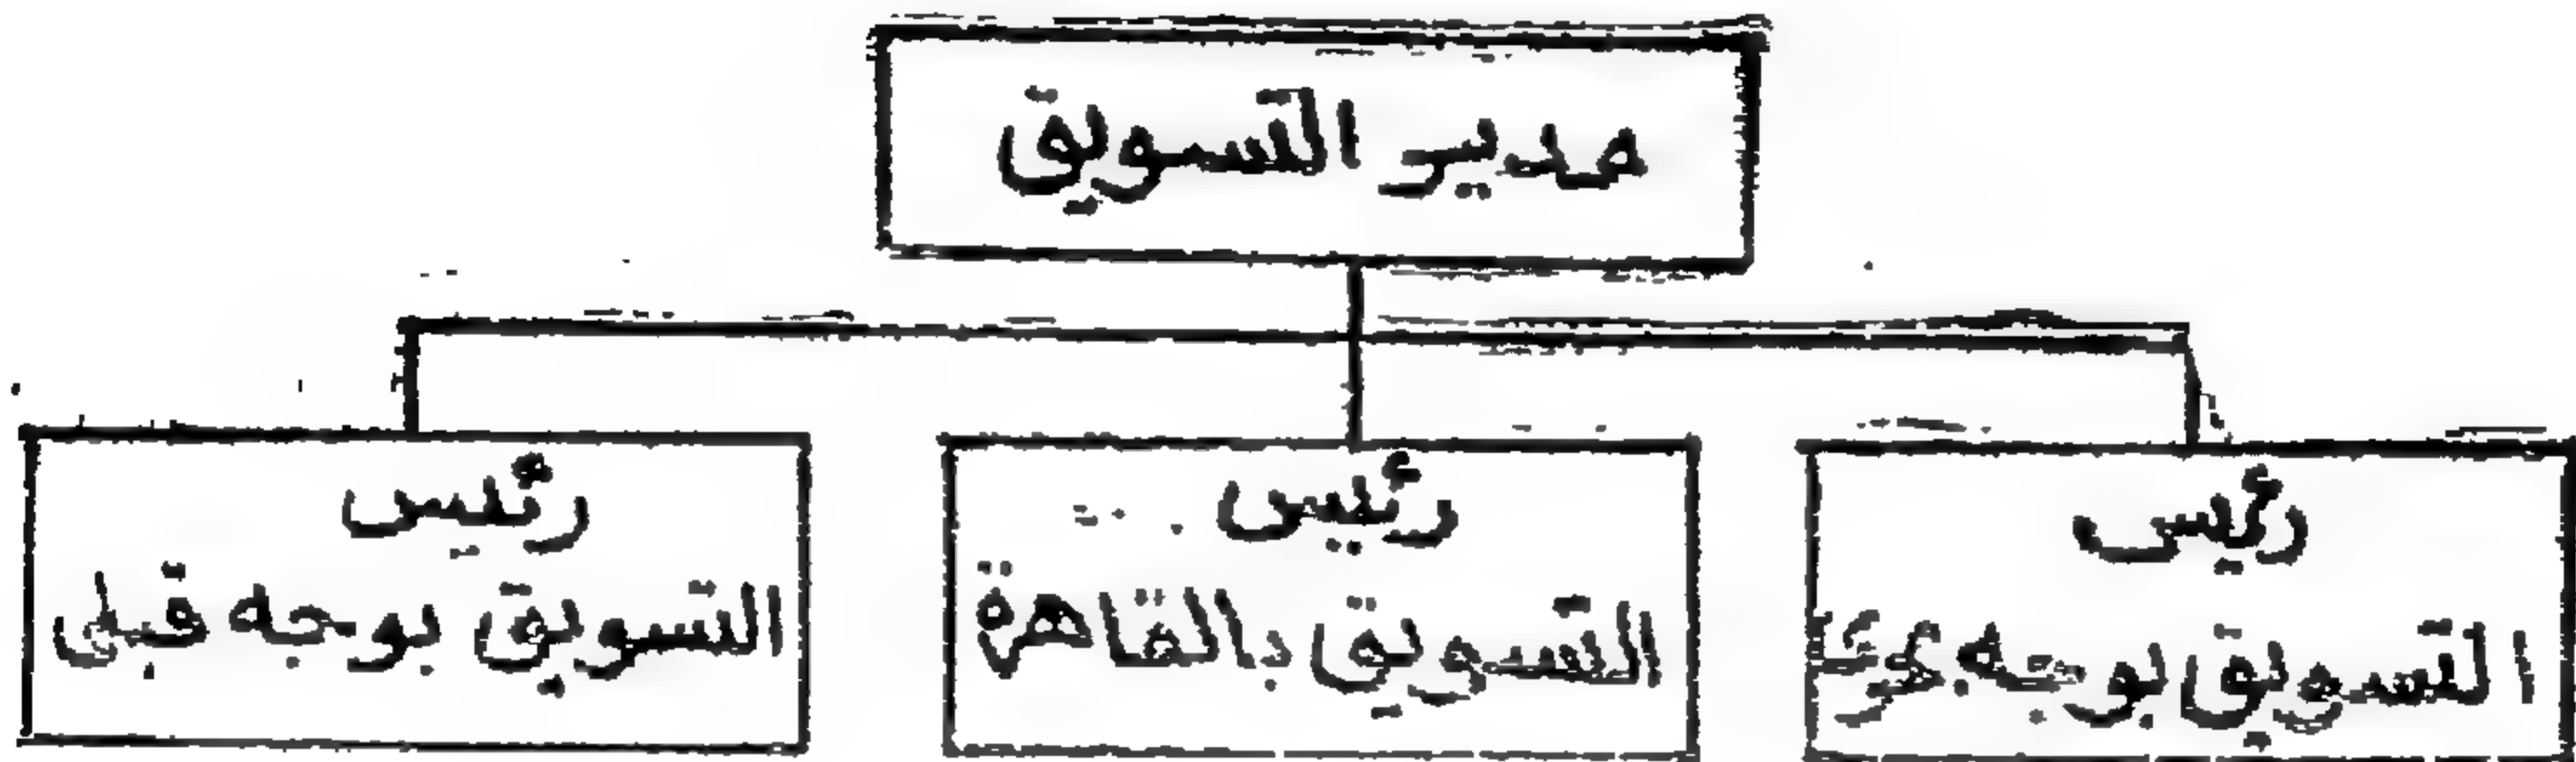 مدير التسويق
رئيس
التسويق بوجه بحرى
رئيس
التسويق بالقاهرة
رئيس
التسويق بوجه قبلى